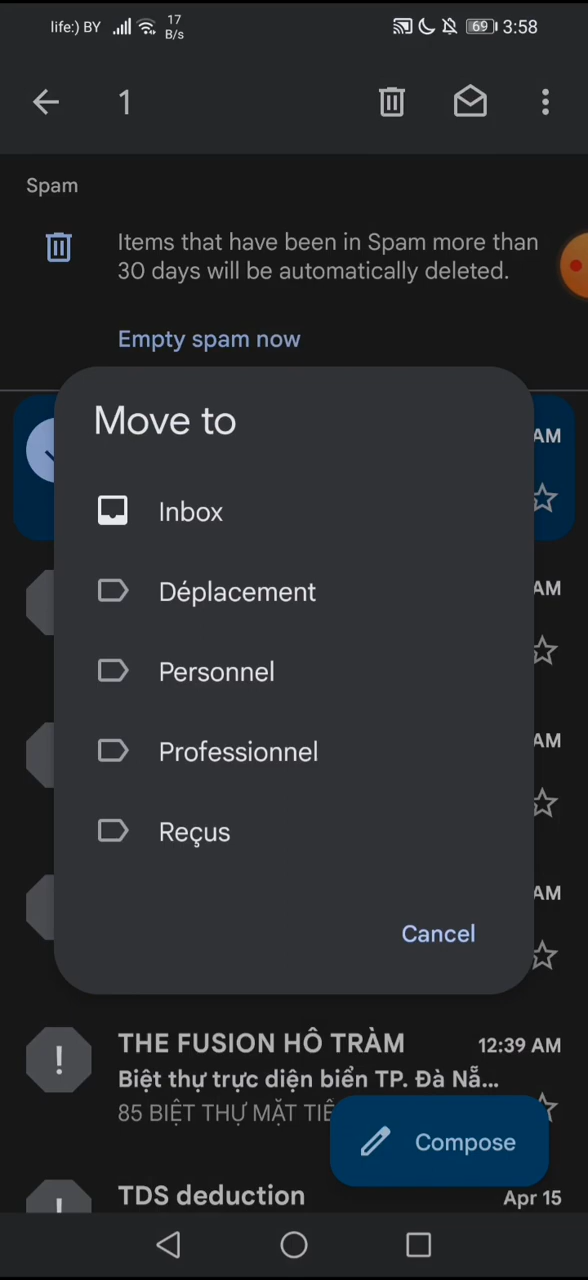 life:) BY 17 B/s 69 3:58
1
Spam
Items that have been in Spam more than
30 days will be automatically deleted.
Empty spam now
Move to
AM
Inbox
Déplacement
AM
Personnel
AM
Professionnel
Reçus
AM
Cancel
THE FUSION HÔ TRÀM 12:39 AM
Biệt thự trực diện biển TP. Đà Nẵ...
85 BIỆT THỰ MẶT TIÊ
Compose
TDS deduction Apr 15